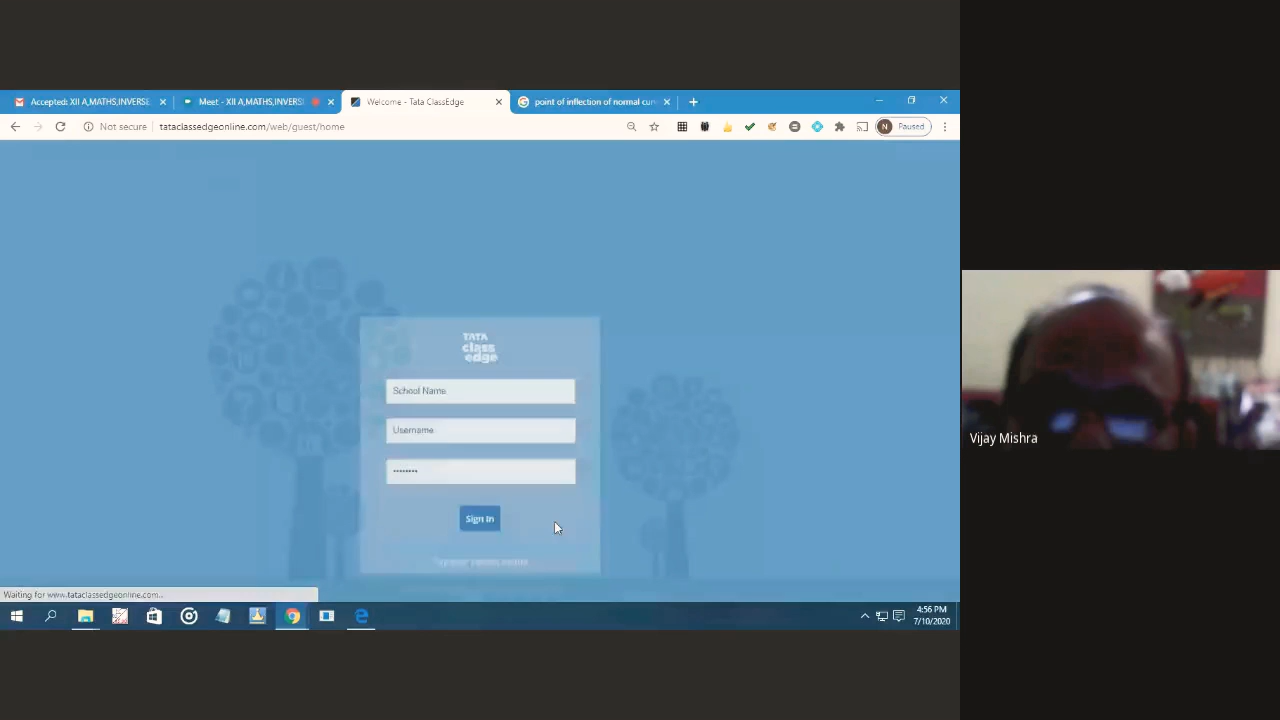 Accepted: XII A,MATHS,INVERSE
Meet - XII A,MATHS,INVERSI
Welcome - Tata ClassEdge
point of inflection of normal cur
Not secure
tataclassedgeonline.com/web/guest/home
N
Paused
TATA
class
edge
School Name
Username
••••••••
Sign In
Vijay Mishra
Waiting for www.tataclassedgeonline.com...
4:56 PM
7/10/2020